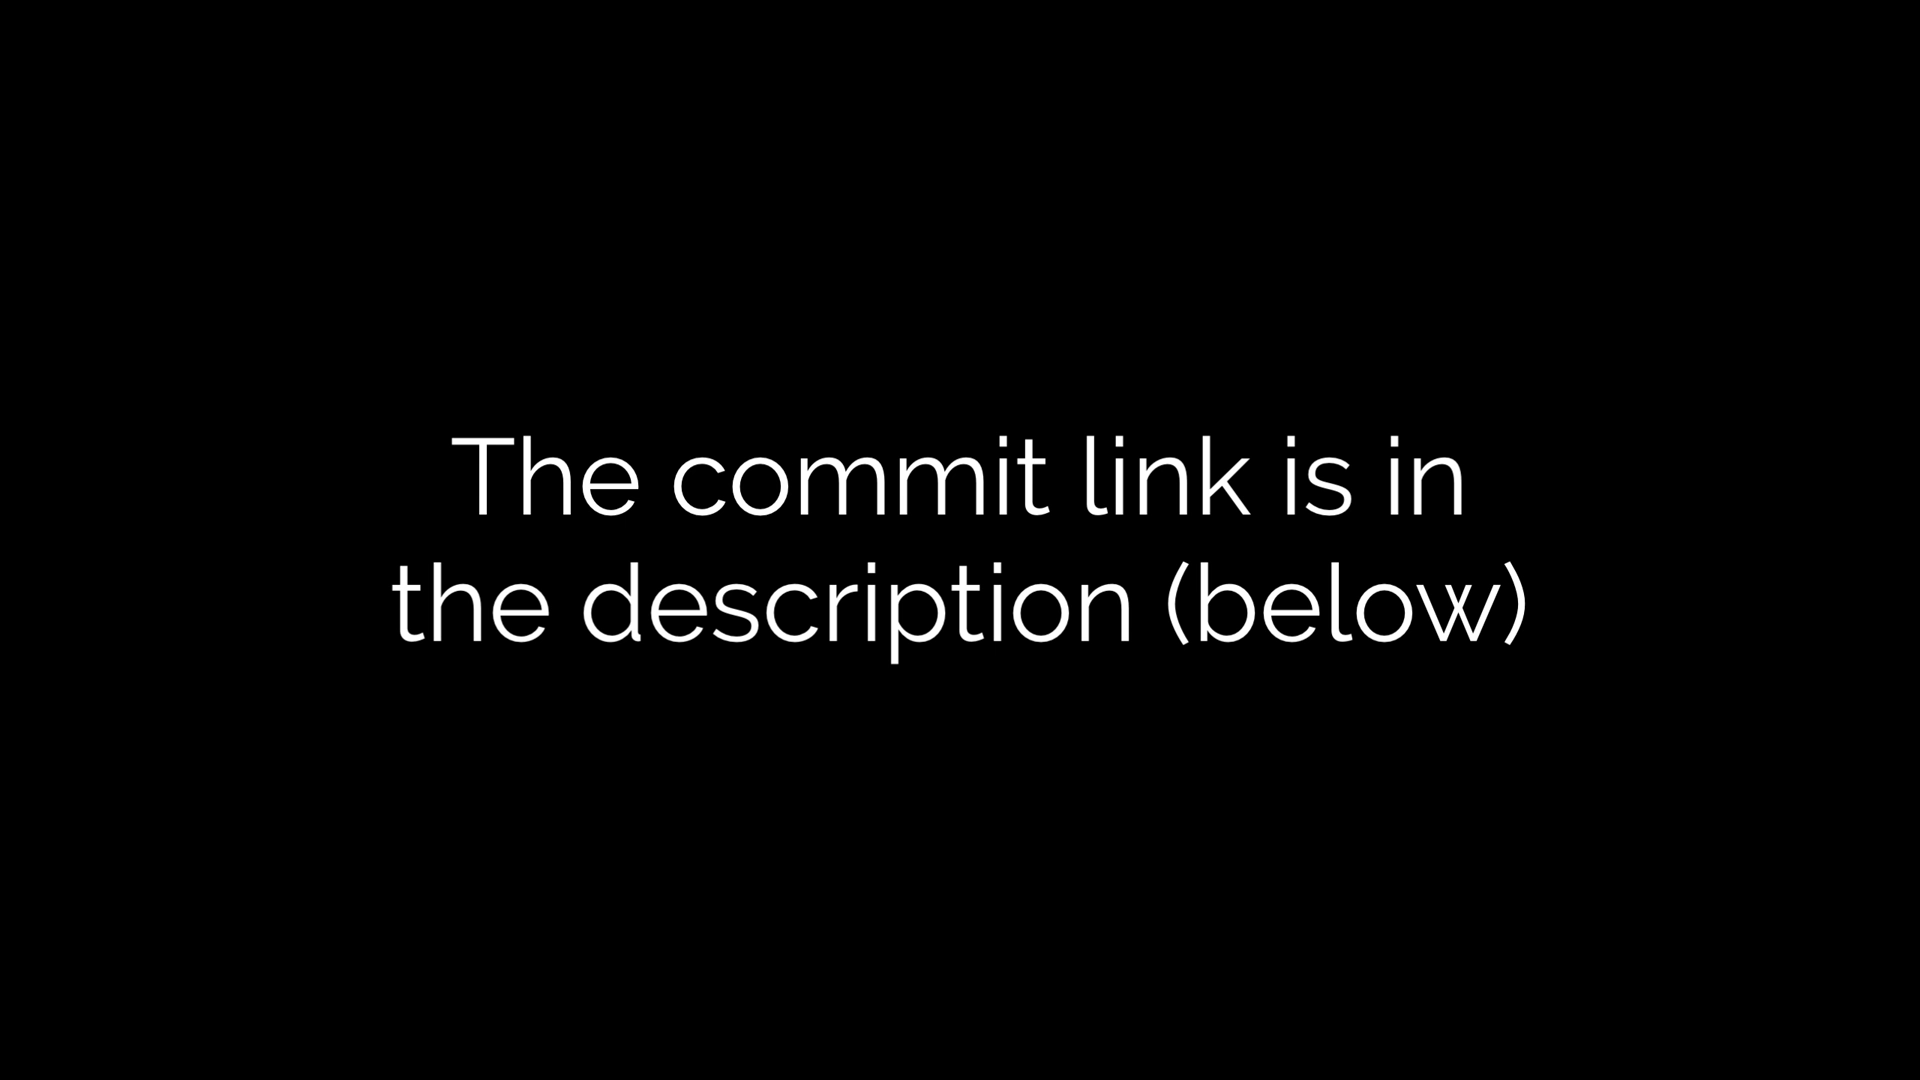 The commit link is in
the description (below)